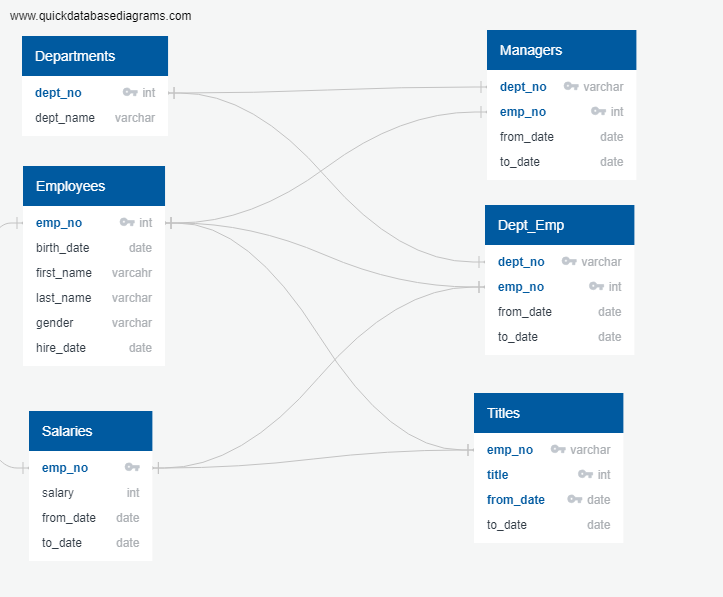 www.quickdatabasediagrams.com
Departments
dept_no int
dept_name varchar
Employees
emp_no int
birth_date date
first_name varcahr
last_name varchar
gender varchar
hire_date date
Salaries
emp_no
salary int
from_date date
to_date date
Managers
dept_no varchar
emp_no int
from_date date
to_date date
Dept_Emp
dept_no varchar
emp_no int
from_date date
to_date date
Titles
emp_no varchar
title int
from_date date
to_date date